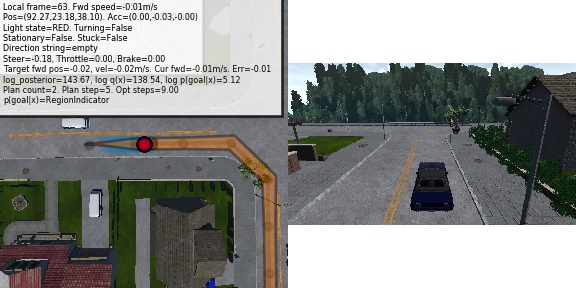 Local frame=63. Fwd speed=-0.01m/s
Pos=(92.27,23.18,38.10). Acc=(0.00,-0.03,-0.00)
Light state=RED. Turning=False
Stationary=False. Stuck=False
Direction string=empty
Steer=-0.18, Throttle=0.00, Brake=0.00
Target fwd pos=-0.02, vel=-0.02m/s. Cur fwd=-0.01m/s. Err=-0.01
log_posterior=143.67, log q(x)=138.54, log p(goal|x)=5.12
Plan count=2. Plan step=5. Opt steps=9.00
p(goal|x)=RegionIndicator